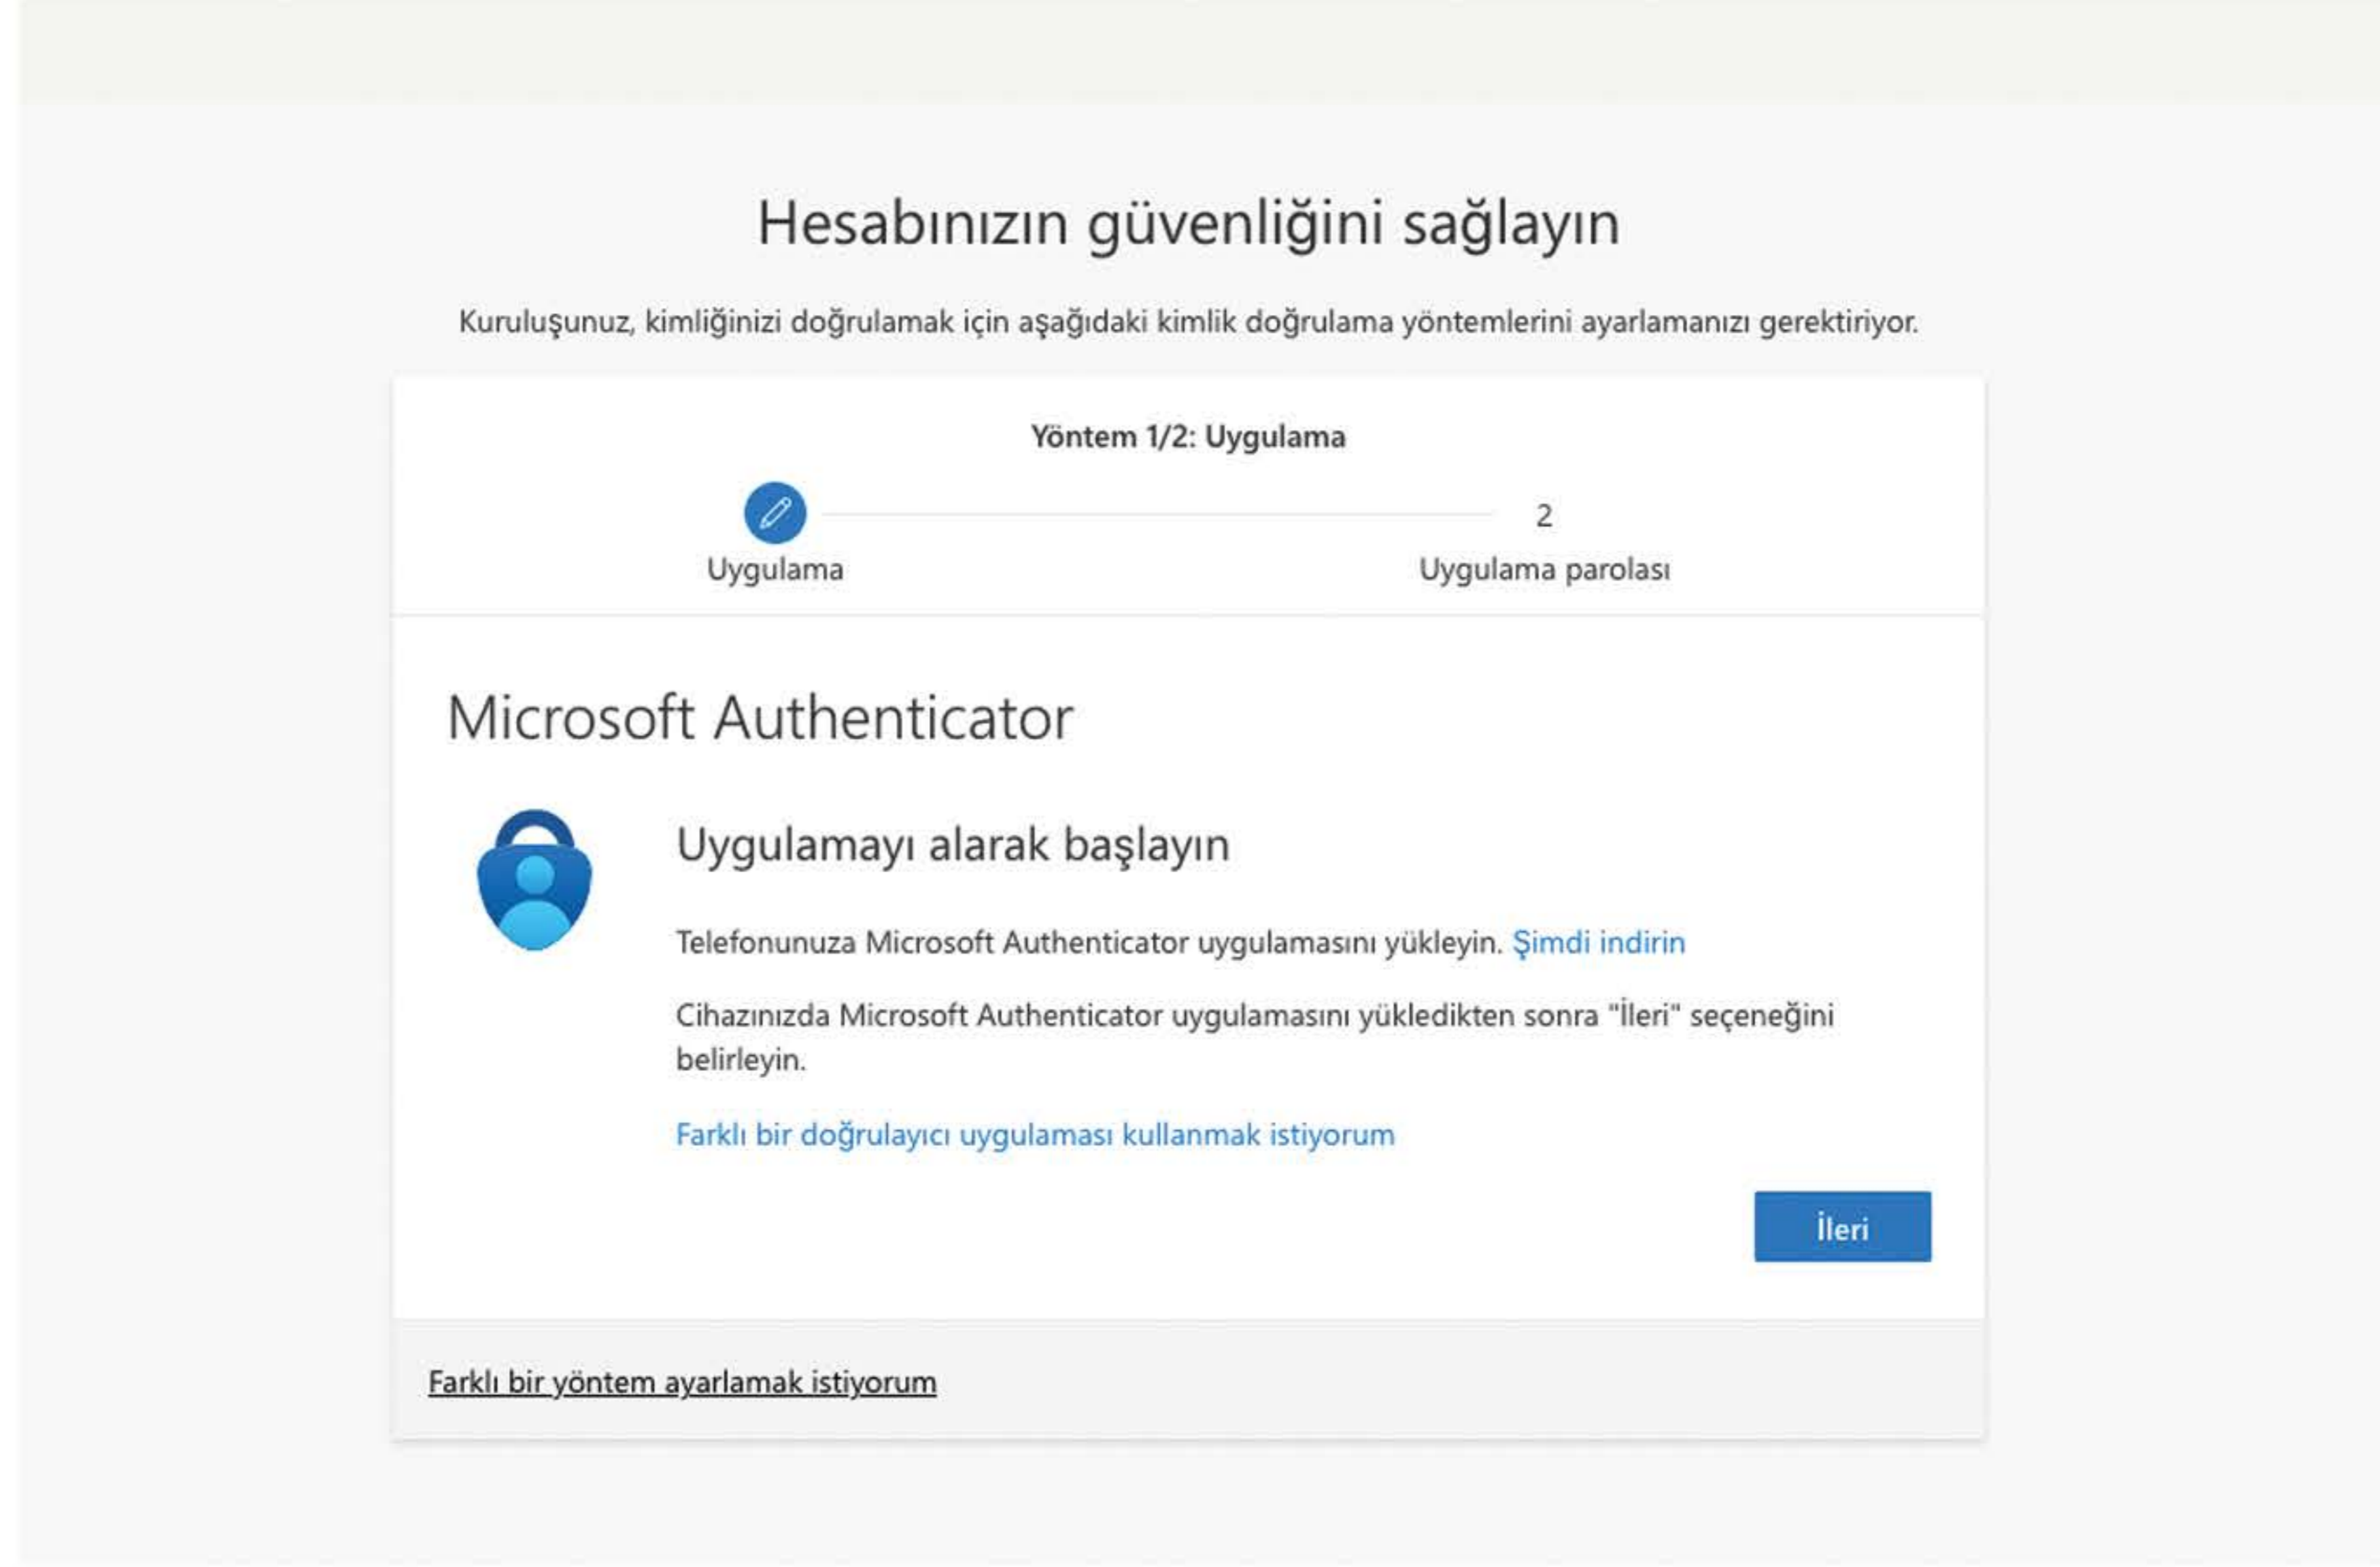 Hesabınızın güvenliğini sağlayın
Kuruluşunuz, kimliğinizi doğrulamak için aşağıdaki kimlik doğrulama yöntemlerini ayarlamanızı gerektiriyor.
Yöntem 1/2: Uygulama
2
Uygulama
Uygulama parolası
Microsoft Authenticator
Uygulamayı alarak başlayın
Telefonunuza Microsoft Authenticator uygulamasını yükleyin. Şimdi indirin
Cihazınızda Microsoft Authenticator uygulamasını yükledikten sonra "İleri" seçeneğini
belirleyin.
Farklı bir doğrulayıcı uygulaması kullanmak istiyorum
İleri
Farklı bir yöntem ayarlamak istiyorum